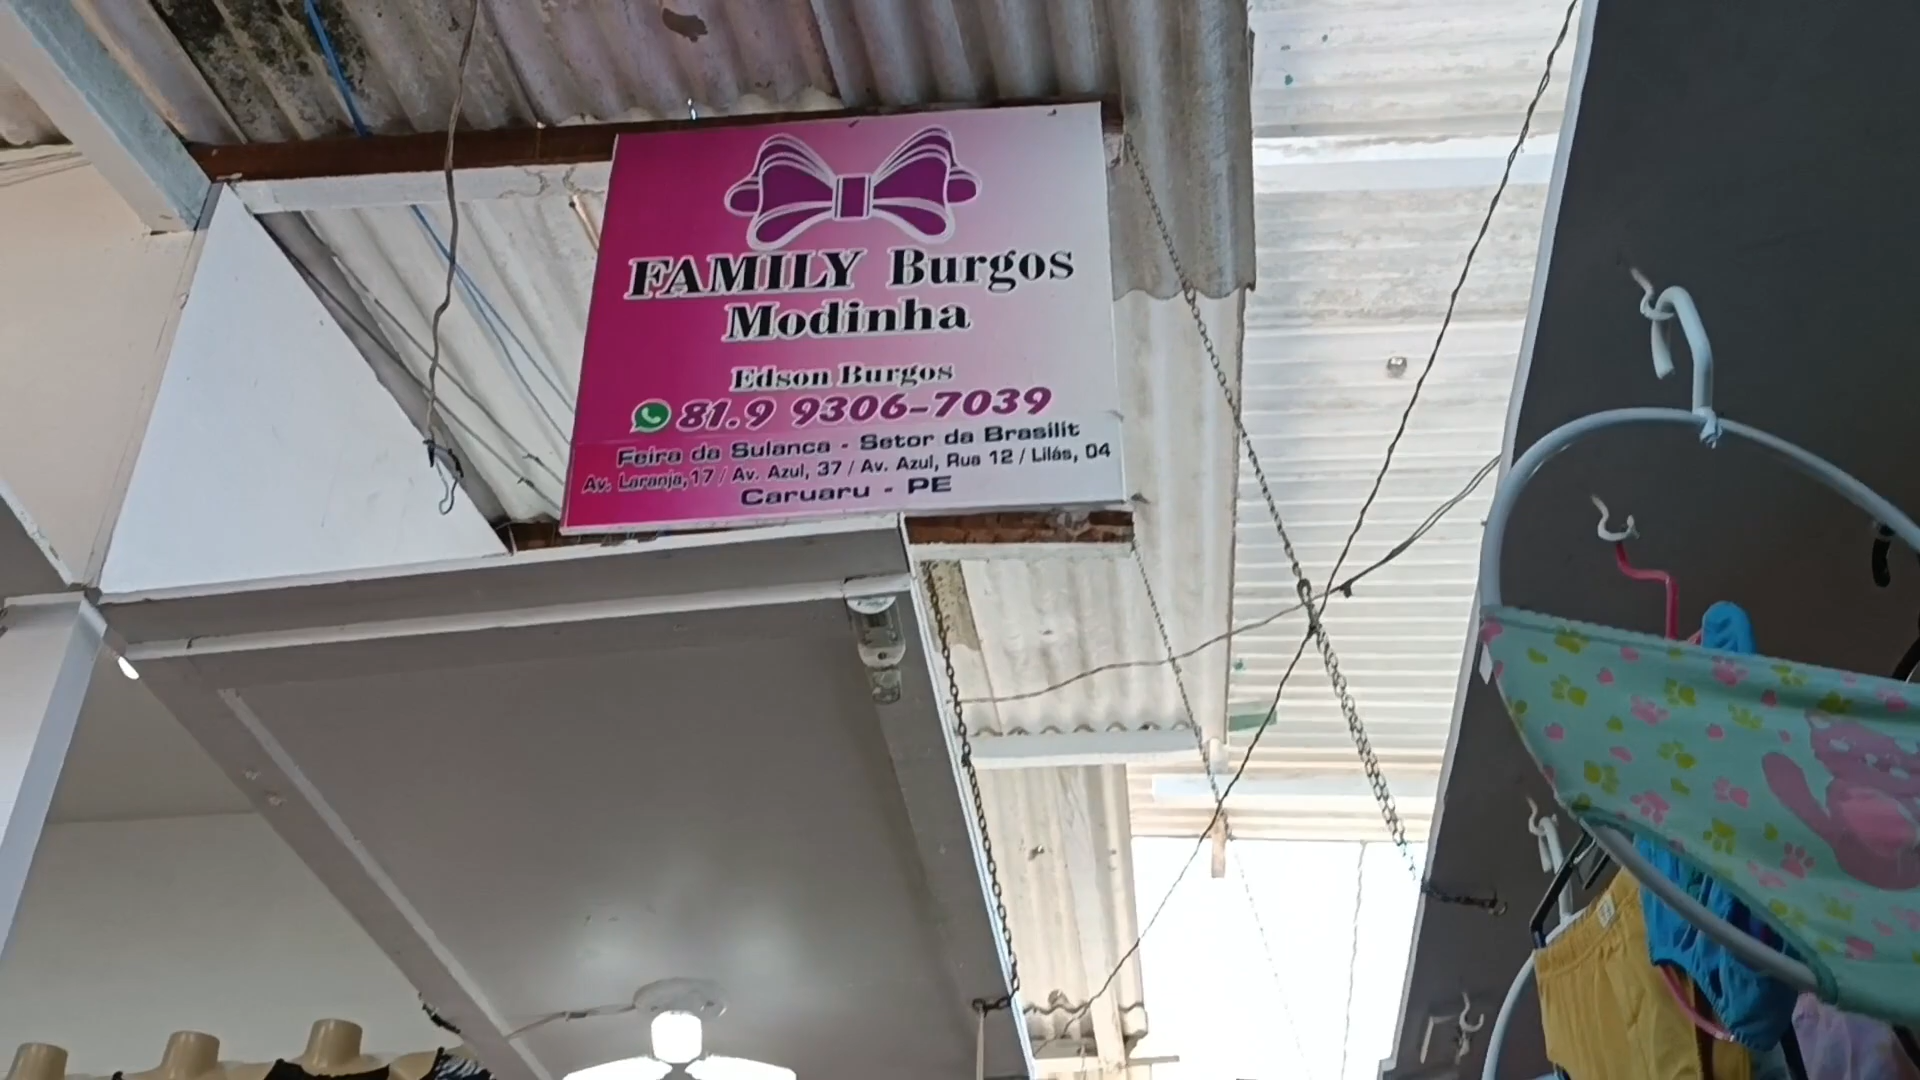 FAMILY Burgos
Modinha
Edson Burgos
81.9 9306-7039
Feira da Sulanca - Setor da Brasilit
Av. Laranja,17 / Av. Azul, 37 / Av. Azul, Rua 12 / Lilás, 04
Caruaru - PE